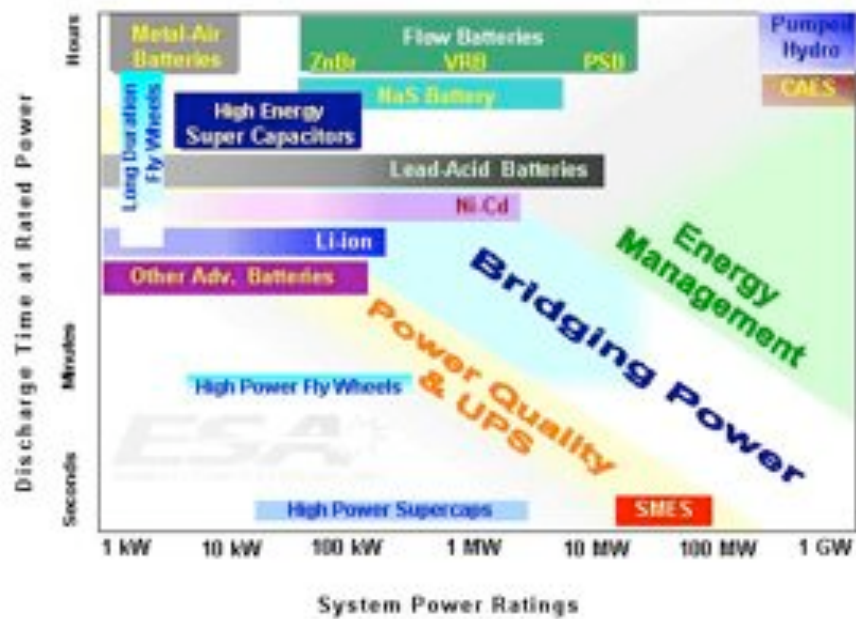 Hours
Metal-Air
Batteries
Flow Batteries
ZnBr VRB PSB
Pumped
Hydro
NaS Battery
CAES
High Energy
Super Capacitors
Long Duration
Fly Wheels
Lead-Acid Batteries
Ni-Cd
Li-ion
Other Adv. Batteries
Energy
Management
Bridging Power
Power Quality
& UPS
Discharge Time at Rated Power
Minutes
High Power Fly Wheels
ESA
Seconds
High Power Supercaps
SMES
1 kW 10 kW 100 kW 1 MW 10 MW 100 MW 1 GW
System Power Ratings